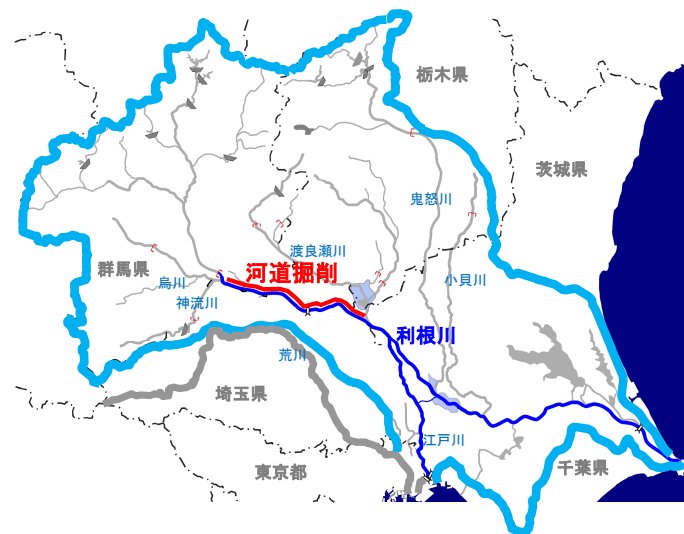 栃木県
茨城県
鬼怒川
渡良瀬川
群馬県
河道掘削
烏川
小貝川
神流川
利根川
荒川
埼玉県
江戸川
東京都
千葉県